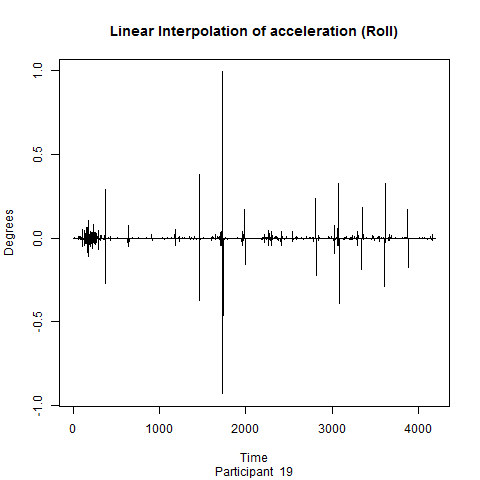 Linear Interpolation of acceleration (Roll)
1.0
0.5
0.0
-0.5
-1.0
Degrees
0 1000 2000 3000 4000
Time
Participant 19